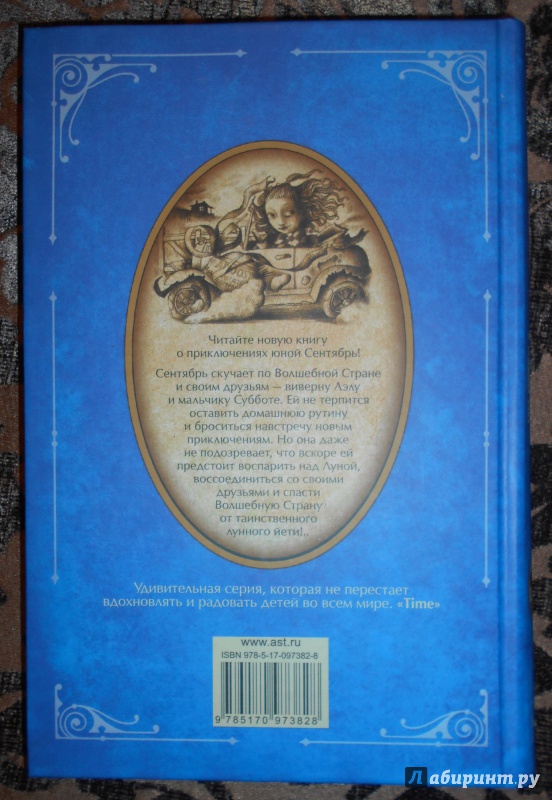 Читайте новую книгу
о приключениях юной Сентябрь!
Сентябрь скучает по Волшебной Стране
и своим друзьям – виверну Аэлу
и мальчику Субботе. Ей не терпится
оставить домашнюю рутину
и броситься навстречу новым
приключениям. Но она даже
не подозревает, что вскоре ей
предстоит воспарить над Луной,
воссоединиться со своими
друзьями и спасти
Волшебную Страну
от таинственного
лунного йети!..
Удивительная серия, которая не перестает
вдохновлять и радовать детей во всем мире. «Time»
www.ast.ru
ISBN 978-5-17-097382-8
9 785170 973828
Лабиринт.ру